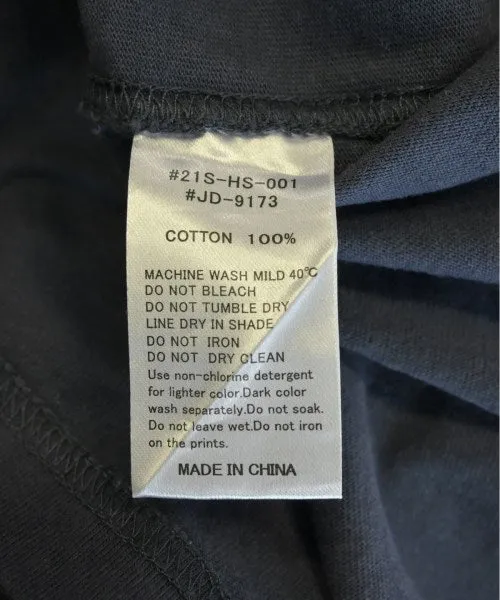 #21S-HS-001
#JD-9173
COTTON 100%
MACHINE WASH MILD 40℃
DO NOT BLEACH
DO NOT TUMBLE DRY
LINE DRY IN SHADE
DO NOT IRON
DO NOT DRY CLEAN
Use non-chlorine detergent
for lighter color.Dark color
wash separately.Do not soak.
Do not leave wet.Do not iron
on the prints.
MADE IN CHINA